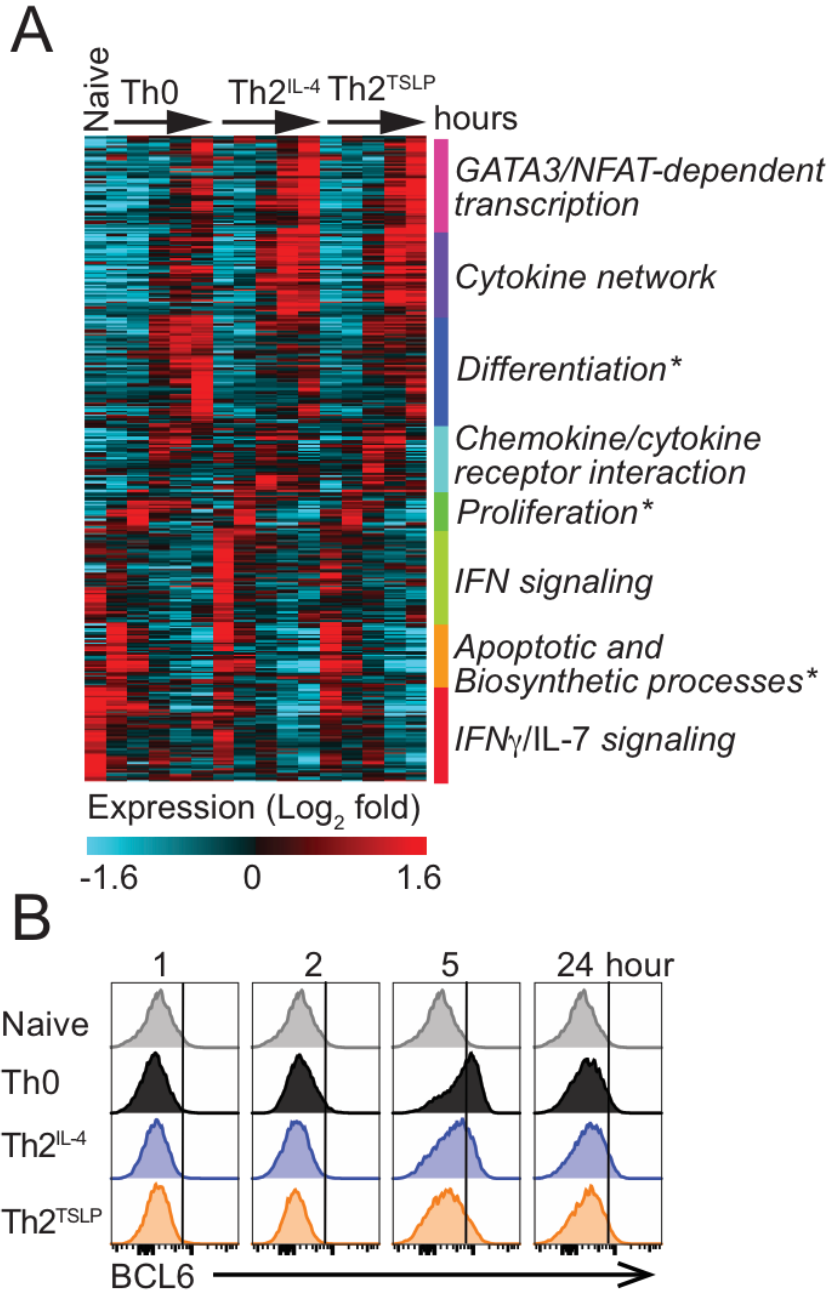 A
Naive
Th0
Th2IL-4
Th2TSLP
hours
GATA3/NFAT-dependent
transcription
Cytokine network
Differentiation*
Chemokine/cytokine
receptor interaction
Proliferation*
IFN signaling
Apoptotic and
Biosynthetic processes*
IFNγ/IL-7 signaling
Expression (Log2 fold)
-1.6 0 1.6
B
1 2 5 24 hour
Naive
Th0
Th2IL-4
Th2TSLP
BCL6